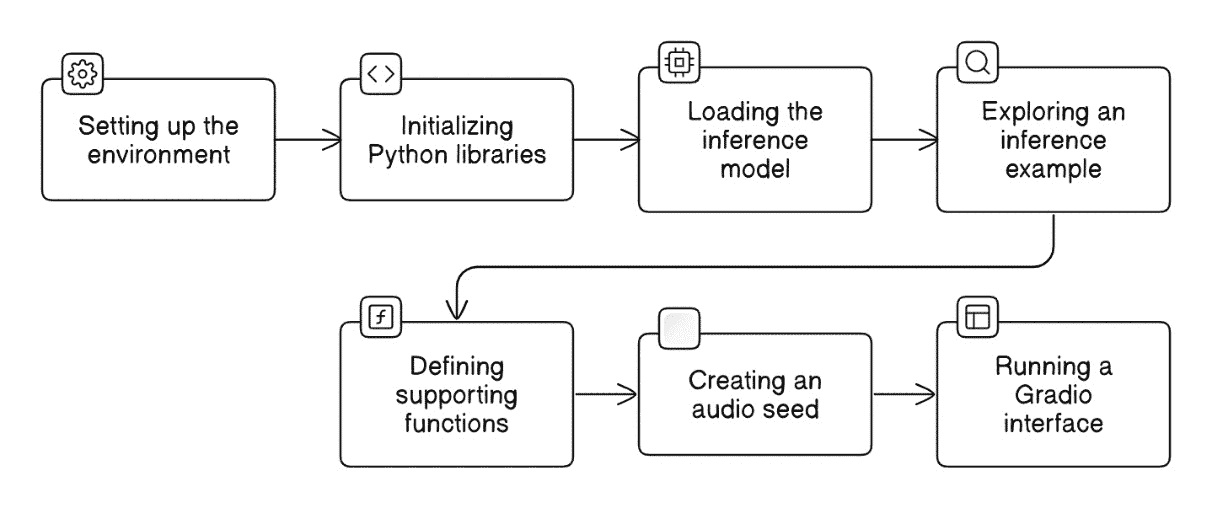 Setting up the
environment
Initializing
Python libraries
Loading the
inference
model
Exploring an
inference
example
Defining
supporting
functions
Creating an
audio seed
Running a
Gradio
interface